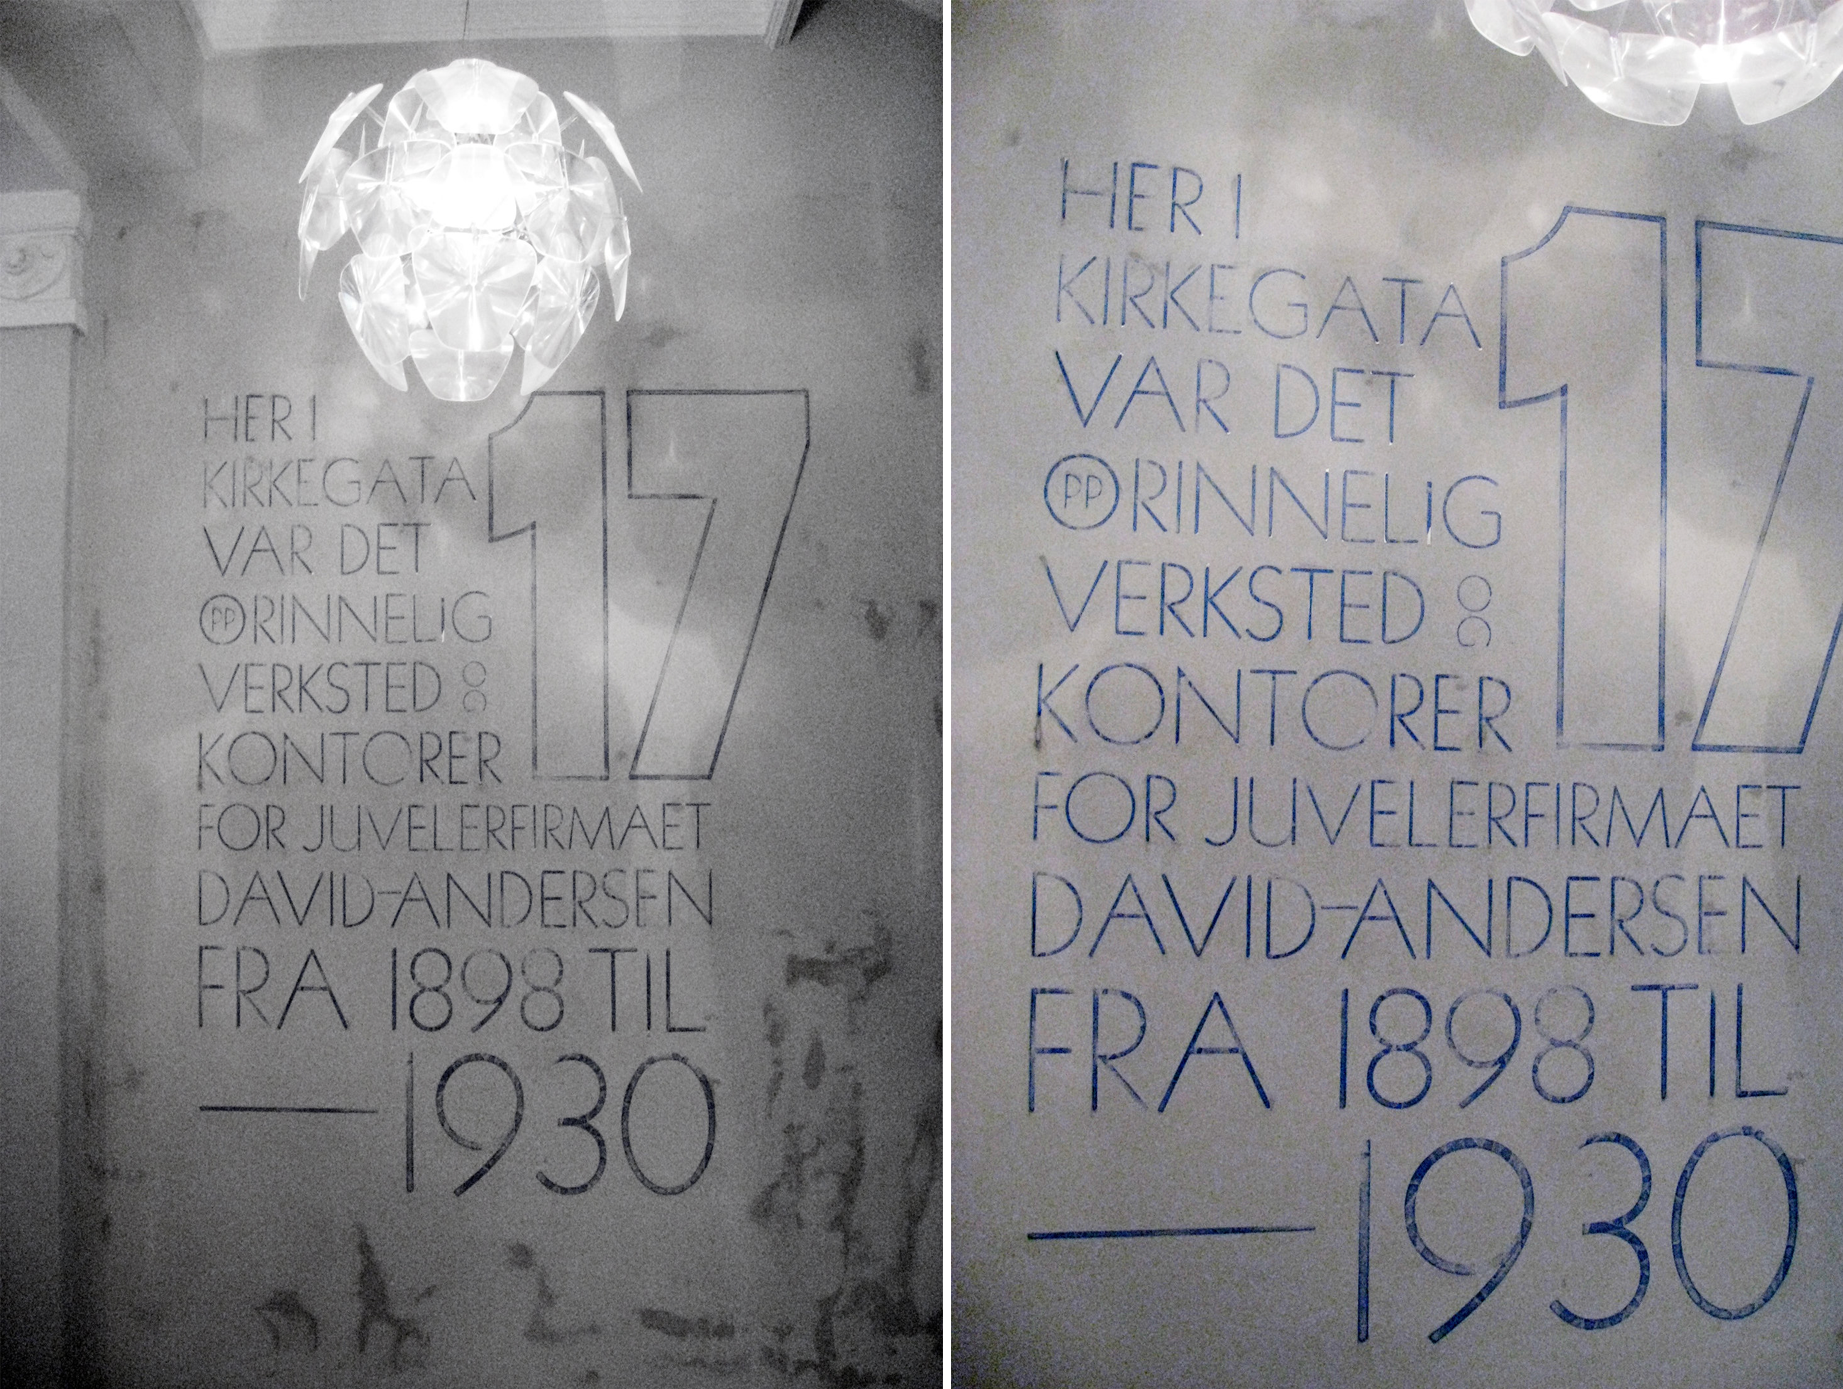 HER I
KIRKEGATA 17
VAR DET
OPPRINNELIG
VERKSTED OG
KONTORER
FOR JUVELERFIRMAET
DAVID-ANDERSEN
FRA 1898 TIL
— 1930
HER I
KIRKEGATA 17
VAR DET
OPPRINNELIG
VERKSTED OG
KONTORER
FOR JUVELERFIRMAET
DAVID-ANDERSEN
FRA 1898 TIL
— 1930